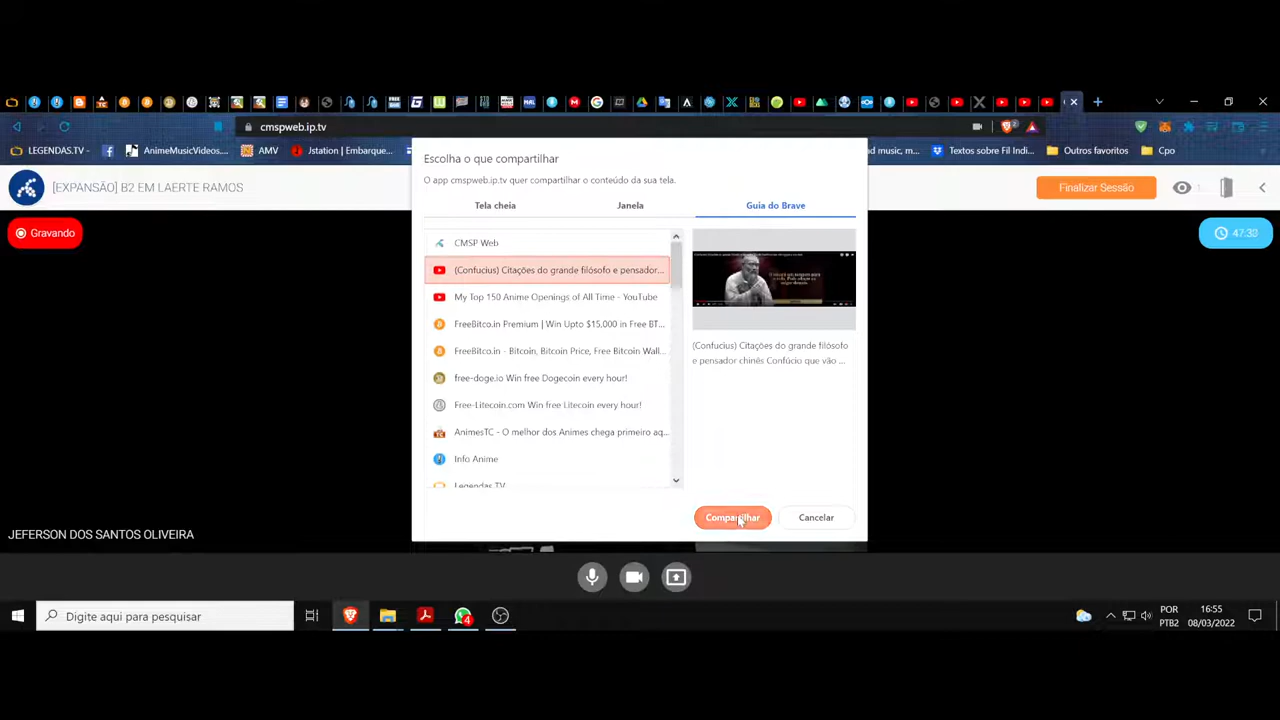 cmspweb.ip.tv
LEGENDAS.TV -
AnimeMusicVideos....
AMV
Jstation | Embarque...
ad music, m...
Textos sobre Fil Indi...
Outros favoritos
Cpo
[EXPANSÃO] B2 EM LAERTE RAMOS
Finalizar Sessão
Gravando
47:33
Escolha o que compartilhar
O app cmspweb.ip.tv quer compartilhar o conteúdo da sua tela.
Tela cheia
Janela
Guia do Brave
CMSP Web
(Confucius) Citações do grande filósofo e pensador...
My Top 150 Anime Openings of All Time - YouTube
FreeBitco.in Premium | Win Upto $15,000 in Free BT...
FreeBitco.in - Bitcoin, Bitcoin Price, Free Bitcoin Wall...
free-doge.io Win free Dogecoin every hour!
Free-Litecoin.com Win free Litecoin every hour!
AnimesTC - O melhor dos Animes chega primeiro aq...
Info Anime
Legendas TV
(Confucius) Citações do grande filósofo
e pensador chinês Confúcio que vão ...
Compartilhar
Cancelar
JEFERSON DOS SANTOS OLIVEIRA
Digite aqui para pesquisar
4
POR
PTB2
16:55
08/03/2022